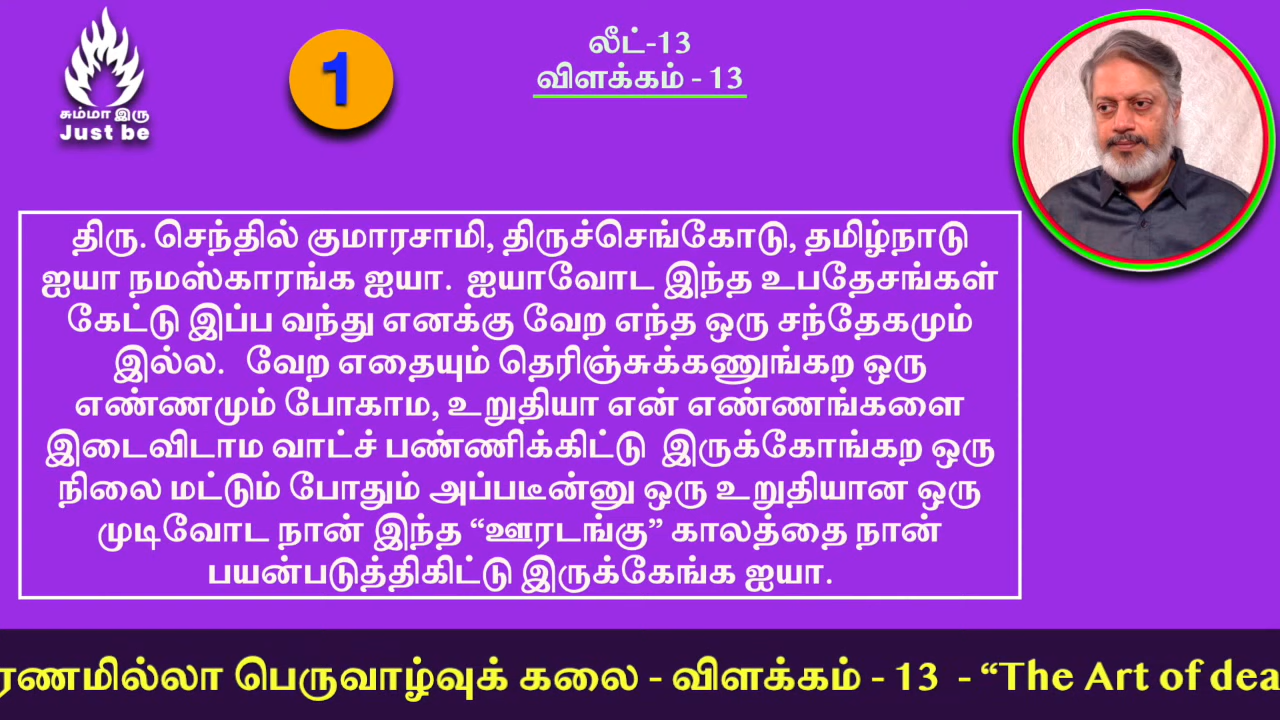 சும்மா இரு
Just be
1
லீட்-13
விளக்கம் - 13
திரு. செந்தில் குமாரசாமி, திருச்செங்கோடு, தமிழ்நாடு
ஐயா நமஸ்காரங்க ஐயா. ஐயாவோட இந்த உபதேசங்கள்
கேட்டு இப்ப வந்து எனக்கு வேற எந்த ஒரு சந்தேகமும்
இல்ல. வேற எதையும் தெரிஞ்சுக்கணுங்கற ஒரு
எண்ணமும் போகாம, உறுதியா என் எண்ணங்களை
இடைவிடாம வாட்ச் பண்ணிக்கிட்டு இருக்கோங்கற ஒரு
நிலை மட்டும் போதும் அப்படீன்னு ஒரு உறுதியான ஒரு
முடிவோட நான் இந்த “ஊரடங்கு” காலத்தை நான்
பயன்படுத்திகிட்டு இருக்கேங்க ஐயா.
ரணமில்லா பெருவாழ்வுக் கலை - விளக்கம் - 13 - “The Art of dea